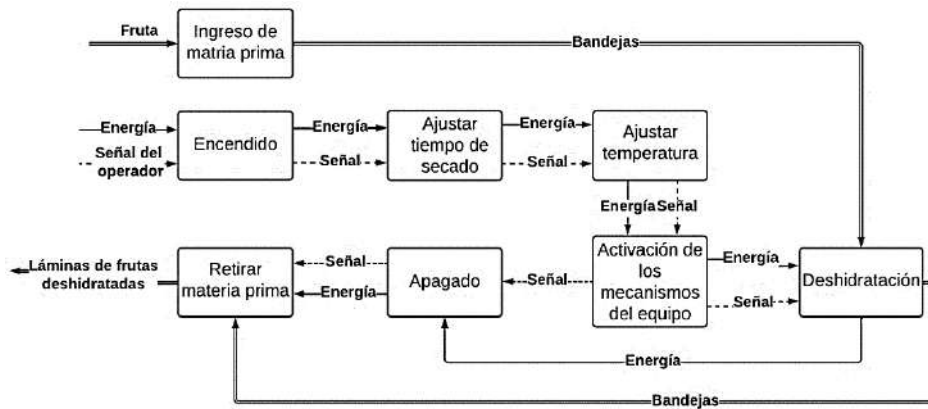 Fruta
Ingreso de
matria prima
Bandejas
Energía
Señal del
operador
Encendido
Energía
Señal
Ajustar
tiempo de
secado
Energía
Señal
Ajustar
temperatura
Energía
Señal
Láminas de frutas
deshidratadas
Retirar
materia prima
Señal
Energía
Apagado
Señal
Activación de
los
mecanismos
del equipo
Energía
Señal
Deshidratación
Energía
Bandejas